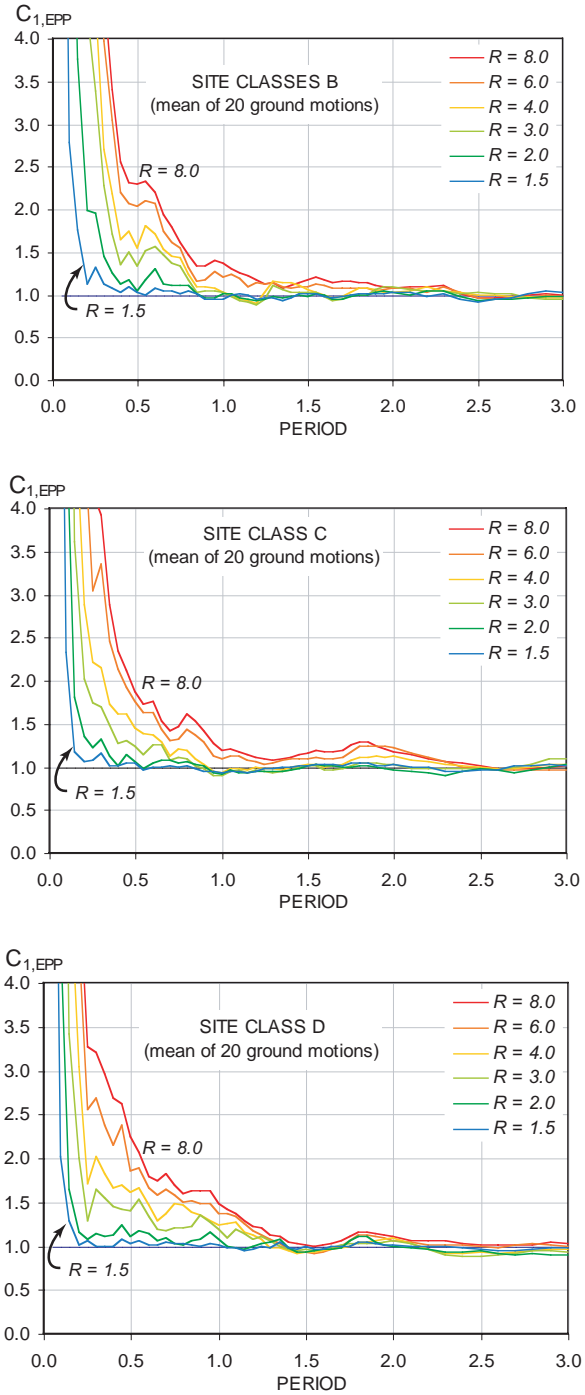 C1,EPP
4.0
3.5
3.0
2.5
2.0
1.5
1.0
0.5
0.0
SITE CLASSES B
(mean of 20 ground motions)
R = 8.0
R = 6.0
R = 4.0
R = 3.0
R = 2.0
R = 1.5
R = 8.0
R = 1.5
0.0 0.5 1.0 1.5 2.0 2.5 3.0
PERIOD
C1,EPP
4.0
3.5
3.0
2.5
2.0
1.5
1.0
0.5
0.0
SITE CLASS C
(mean of 20 ground motions)
R = 8.0
R = 6.0
R = 4.0
R = 3.0
R = 2.0
R = 1.5
R = 8.0
R = 1.5
0.0 0.5 1.0 1.5 2.0 2.5 3.0
PERIOD
C1,EPP
4.0
3.5
3.0
2.5
2.0
1.5
1.0
0.5
0.0
SITE CLASS D
(mean of 20 ground motions)
R = 8.0
R = 6.0
R = 4.0
R = 3.0
R = 2.0
R = 1.5
R = 8.0
R = 1.5
0.0 0.5 1.0 1.5 2.0 2.5 3.0
PERIOD